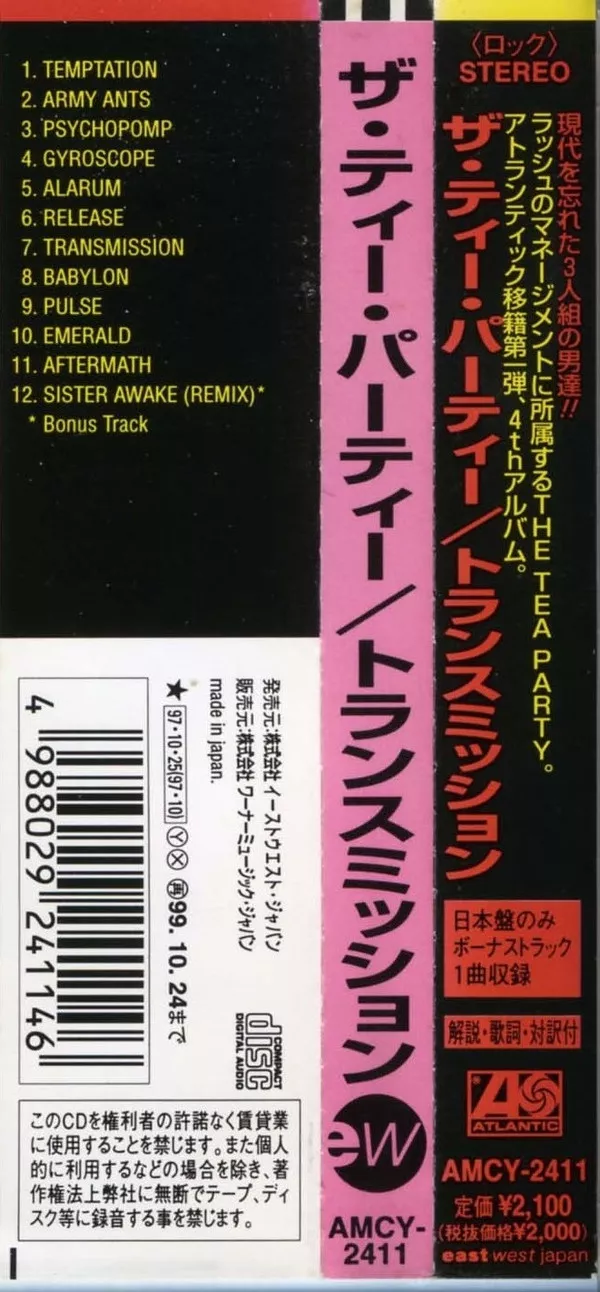 1. TEMPTATION
2. ARMY ANTS
3. PSYCHOPOMP
4. GYROSCOPE
5. ALARUM
6. RELEASE
7. TRANSMISSION
8. BABYLON
9. PULSE
10. EMERALD
11. AFTERMATH
12. SISTER AWAKE (REMIX)*
* Bonus Track
発売元:株式会社 イーストウエスト・ジャパン
販売元:株式会社 ワーナーミュージック・ジャパン
made in japan.
★ 97・10・25(97・10) Ⓨ Ⓧ 再 99. 10. 24まで
4 988029 241146
COMPACT
disc
DIGITAL AUDIO
このCDを権利者の許諾なく賃貸業
に使用することを禁じます。また個人
的に利用するなどの場合を除き、著
作権法上弊社に無断でテープ、ディ
スク等に録音する事を禁じます。
ザ・ティー・パーティー/トランスミッション
ew
AMCY-
2411
〈ロック〉
STEREO
現代を忘れた3人組の男達!!
ラッシュのマネージメントに所属するTHE TEA PARTY。
アトランティック移籍第一弾、4thアルバム。
ザ・ティー・パーティー/トランスミッション
日本盤のみ
ボーナストラック
1曲収録
解説・歌詞・対訳付
ATLANTIC
AMCY-2411
定価 ¥2,100
(税抜価格¥2,000)
east west japan